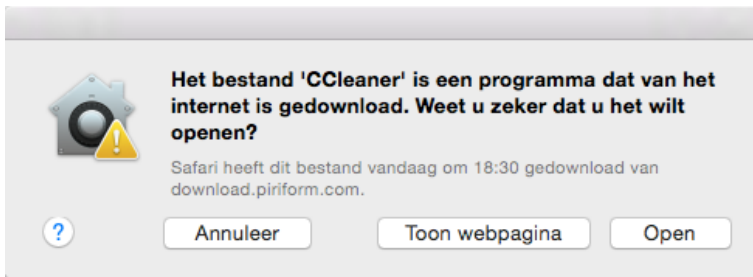 Het bestand 'CCleaner' is een programma dat van het
internet is gedownload. Weet u zeker dat u het wilt
openen?
Safari heeft dit bestand vandaag om 18:30 gedownload van
download.piriform.com.
? Annuleer Toon webpagina Open